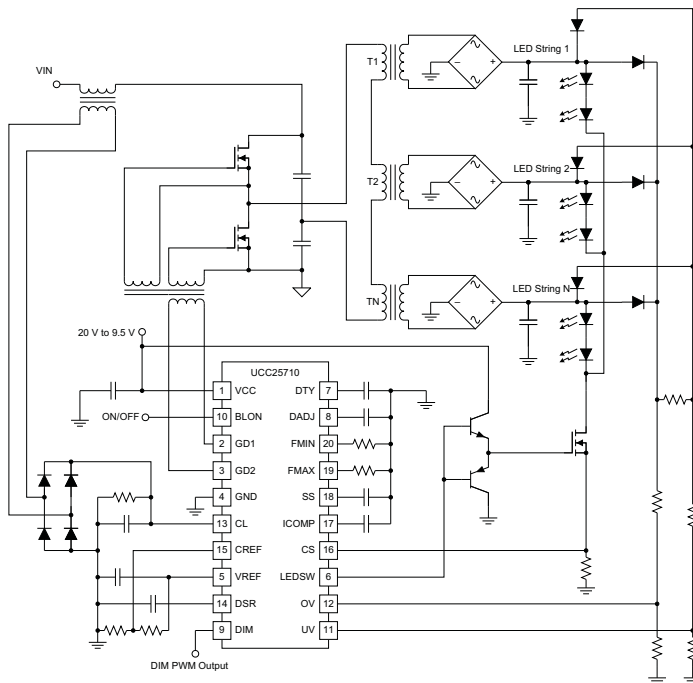 LED String 1
T1
VIN
LED String 2
T2
LED String N
TN
20 V to 9.5 V
UCC25710
1 VCC DTY 7
ON/OFF 10 BLON DADJ 8
2 GD1 FMIN 20
3 GD2 FMAX 19
4 GND SS 18
13 CL ICOMP 17
15 CREF CS 16
5 VREF LEDSW 6
14 DSR OV 12
9 DIM UV 11
DIM PWM Output